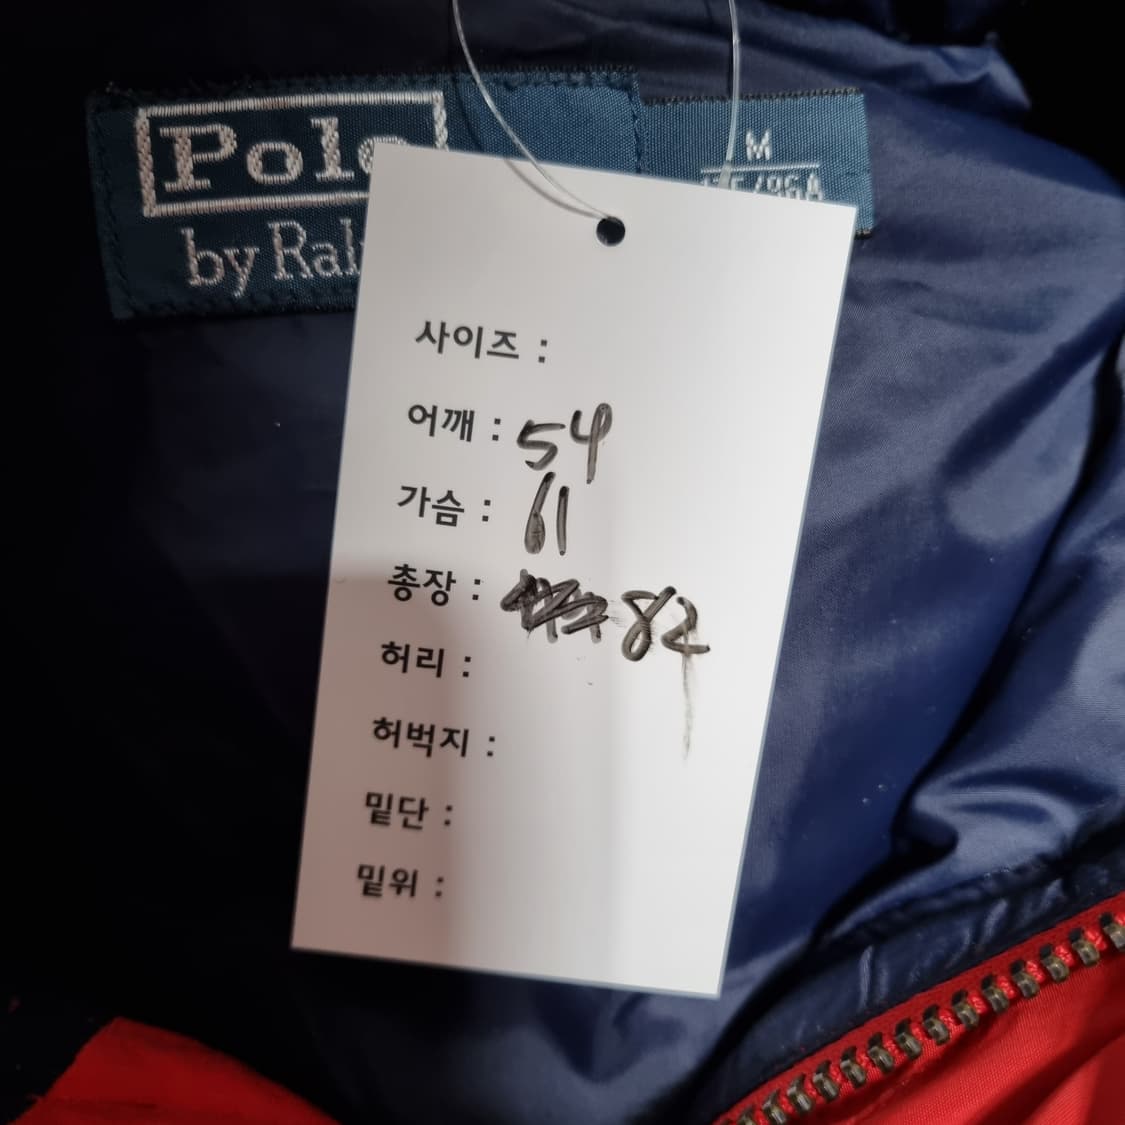 Polo
by Ral
M
사이즈 :
어깨 : 54
가슴 : 61
총장 : 82
허리 :
허벅지 :
밑단 :
밑위 :